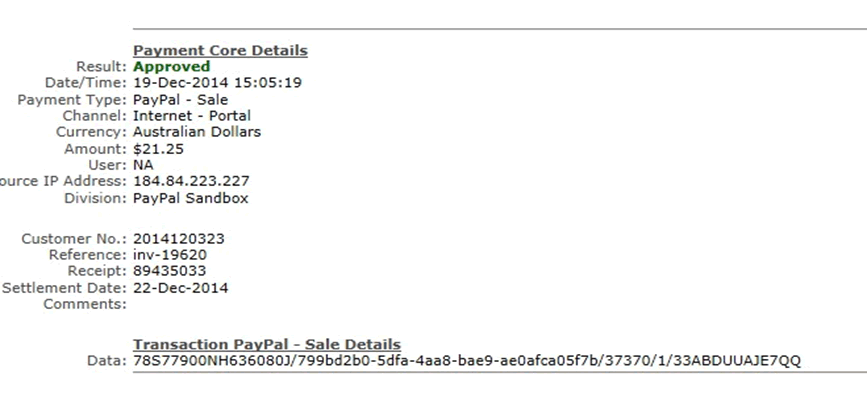 Payment Core Details
Result: Approved
Date/Time: 19-Dec-2014 15:05:19
Payment Type: PayPal - Sale
Channel: Internet - Portal
Currency: Australian Dollars
Amount: $21.25
User: NA
ource IP Address: 184.84.223.227
Division: PayPal Sandbox
Customer No.: 2014120323
Reference: inv-19620
Receipt: 89435033
Settlement Date: 22-Dec-2014
Comments:
Transaction PayPal - Sale Details
Data: 78S77900NH636080J/799bd2b0-5dfa-4aa8-bae9-ae0afca05f7b/37370/1/33ABDUUAJE7QQ